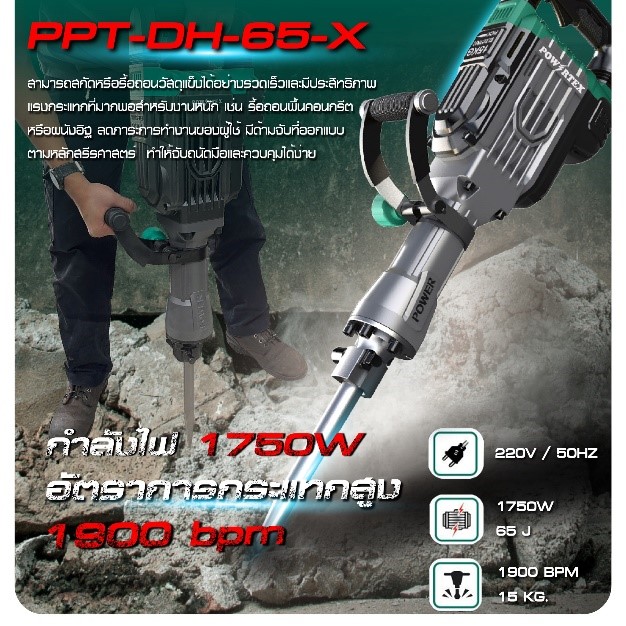 PPT-DH-65-X
สามารถสกัดหรือรื้อถอนวัสดุแข็งได้อย่างรวดเร็วและมีประสิทธิภาพ
แรงกระแทกที่มากพอสำหรับงานหนัก เช่น รื้อถอนพื้นคอนกรีต
หรือผนังอิฐ ลดภาระการทำงานของผู้ใช้ มีด้ามจับที่ออกแบบ
ตามหลักสรีรศาสตร์ ทำให้จับถนัดมือและควบคุมได้ง่าย
15KG
POWERTEX
POWER
กำลังไฟ 1750W
อัตราการกระแทกสูง
1900 bpm
220V / 50HZ
1750W
65 J
1900 BPM
15 KG.